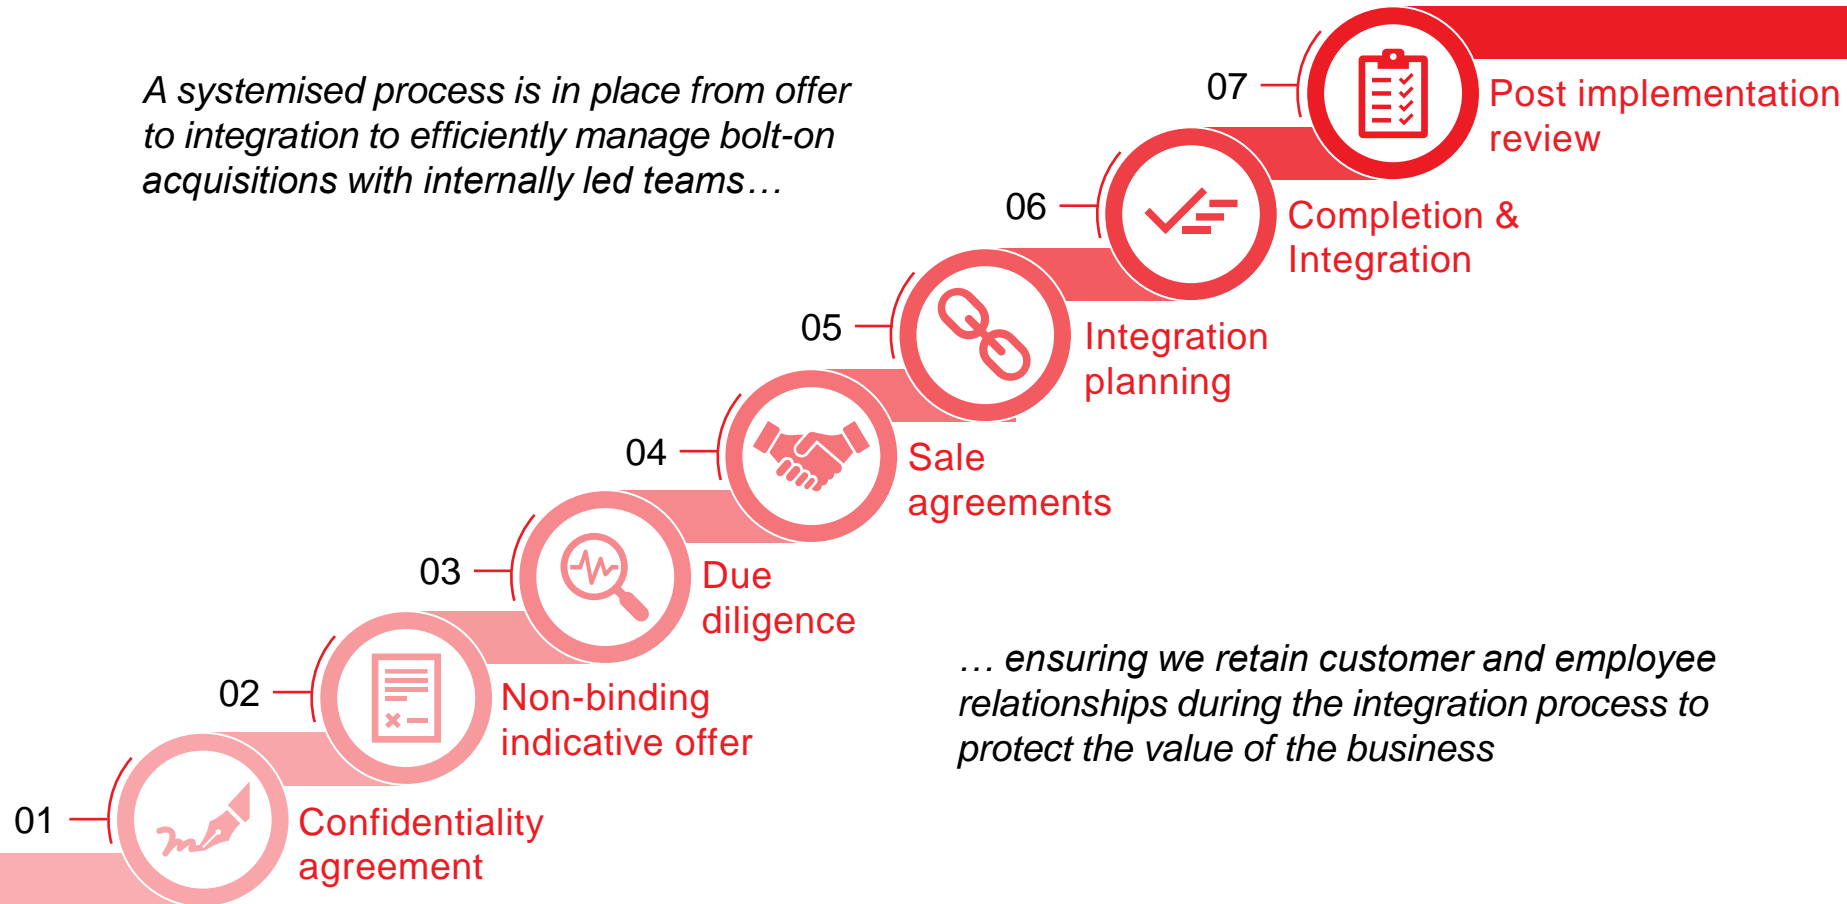 A systemised process is in place from offer
to integration to efficiently manage bolt-on
acquisitions with internally led teams…
07
Post implementation
review
06
Completion &
Integration
05
Integration
planning
04
Sale
agreements
03
Due
diligence
02
Non-binding
indicative offer
… ensuring we retain customer and employee
relationships during the integration process to
protect the value of the business
01
Confidentiality
agreement